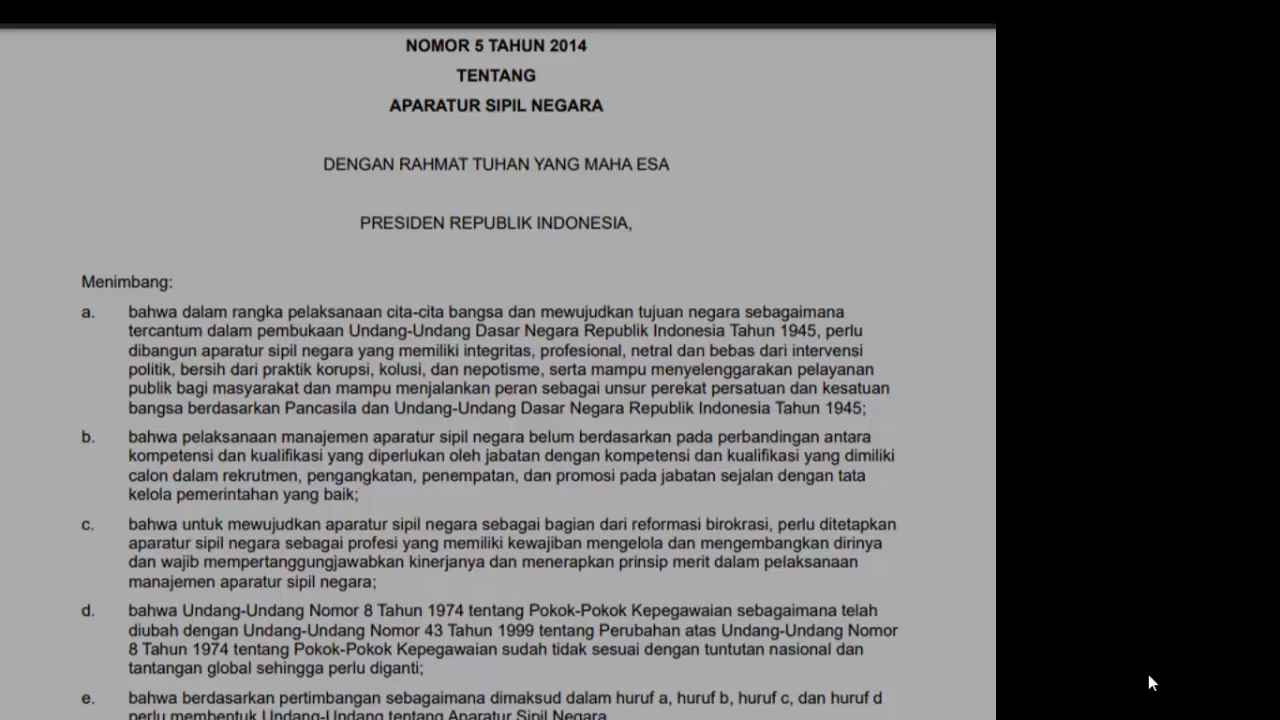 NOMOR 5 TAHUN 2014
TENTANG
APARATUR SIPIL NEGARA
DENGAN RAHMAT TUHAN YANG MAHA ESA
PRESIDEN REPUBLIK INDONESIA,
Menimbang:
a. bahwa dalam rangka pelaksanaan cita-cita bangsa dan mewujudkan tujuan negara sebagaimana
tercantum dalam pembukaan Undang-Undang Dasar Negara Republik Indonesia Tahun 1945, perlu
dibangun aparatur sipil negara yang memiliki integritas, profesional, netral dan bebas dari intervensi
politik, bersih dari praktik korupsi, kolusi, dan nepotisme, serta mampu menyelenggarakan pelayanan
publik bagi masyarakat dan mampu menjalankan peran sebagai unsur perekat persatuan dan kesatuan
bangsa berdasarkan Pancasila dan Undang-Undang Dasar Negara Republik Indonesia Tahun 1945;
b. bahwa pelaksanaan manajemen aparatur sipil negara belum berdasarkan pada perbandingan antara
kompetensi dan kualifikasi yang diperlukan oleh jabatan dengan kompetensi dan kualifikasi yang dimiliki
calon dalam rekrutmen, pengangkatan, penempatan, dan promosi pada jabatan sejalan dengan tata
kelola pemerintahan yang baik;
c. bahwa untuk mewujudkan aparatur sipil negara sebagai bagian dari reformasi birokrasi, perlu ditetapkan
aparatur sipil negara sebagai profesi yang memiliki kewajiban mengelola dan mengembangkan dirinya
dan wajib mempertanggungjawabkan kinerjanya dan menerapkan prinsip merit dalam pelaksanaan
manajemen aparatur sipil negara;
d. bahwa Undang-Undang Nomor 8 Tahun 1974 tentang Pokok-Pokok Kepegawaian sebagaimana telah
diubah dengan Undang-Undang Nomor 43 Tahun 1999 tentang Perubahan atas Undang-Undang Nomor
8 Tahun 1974 tentang Pokok-Pokok Kepegawaian sudah tidak sesuai dengan tuntutan nasional dan
tantangan global sehingga perlu diganti;
e. bahwa berdasarkan pertimbangan sebagaimana dimaksud dalam huruf a, huruf b, huruf c, dan huruf d
perlu membentuk Undang-Undang tentang Aparatur Sipil Negara